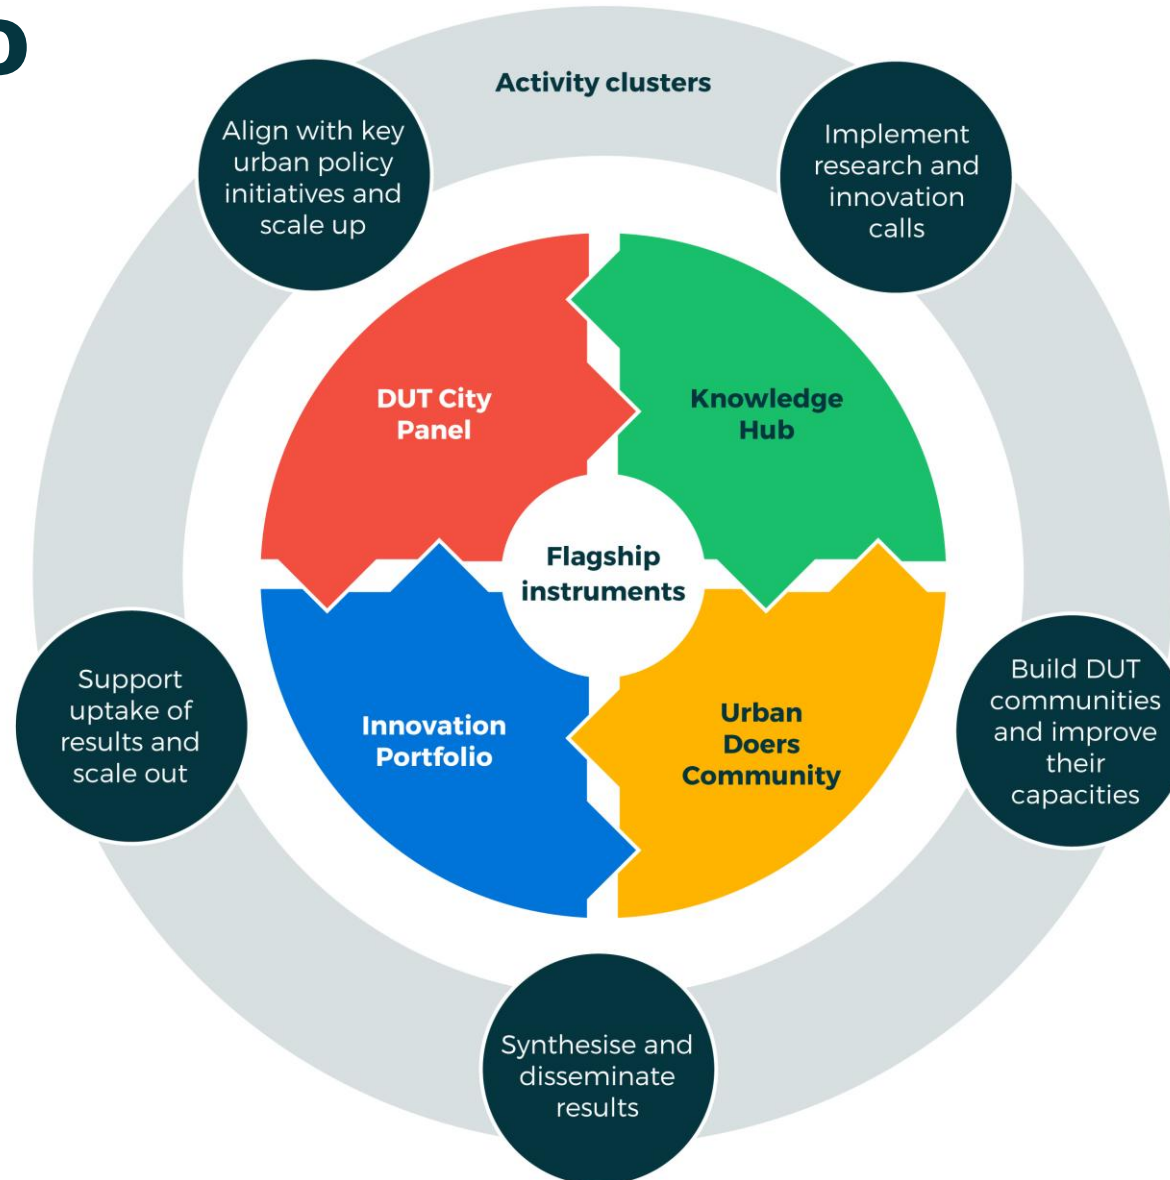 Activity clusters
Align with key
urban policy
initiatives and
scale up
Implement
research and
innovation
calls
DUT City
Panel
Knowledge
Hub
Flagship
instruments
Innovation
Portfolio
Urban
Doers
Community
Support
uptake of
results and
scale out
Build DUT
communities
and improve
their
capacities
Synthesise and
disseminate
results